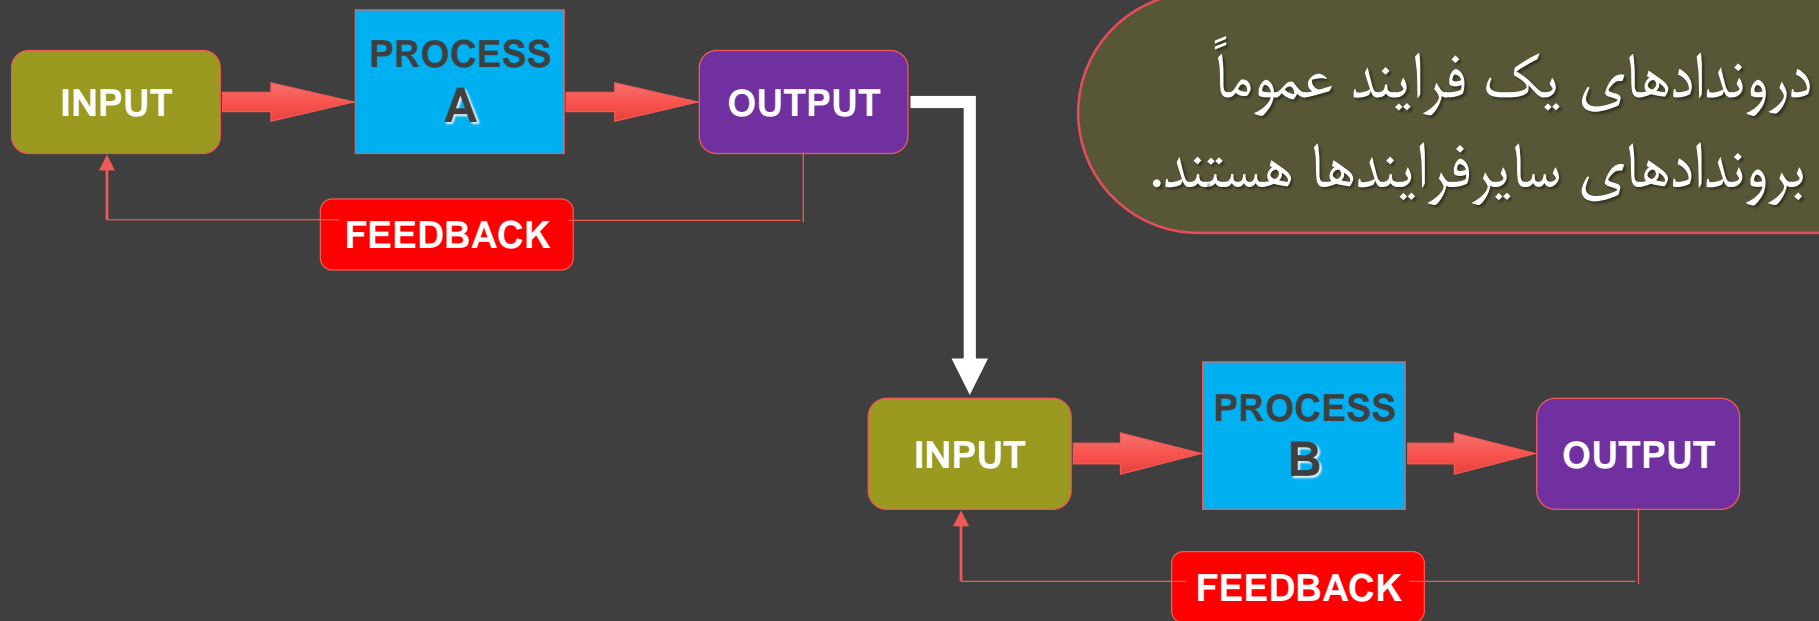 INPUT
PROCESS
A
OUTPUT
FEEDBACK
دروندادهای یک فرایند عموماً
بروندادهای سایرفرایندها هستند.
INPUT
PROCESS
B
OUTPUT
FEEDBACK